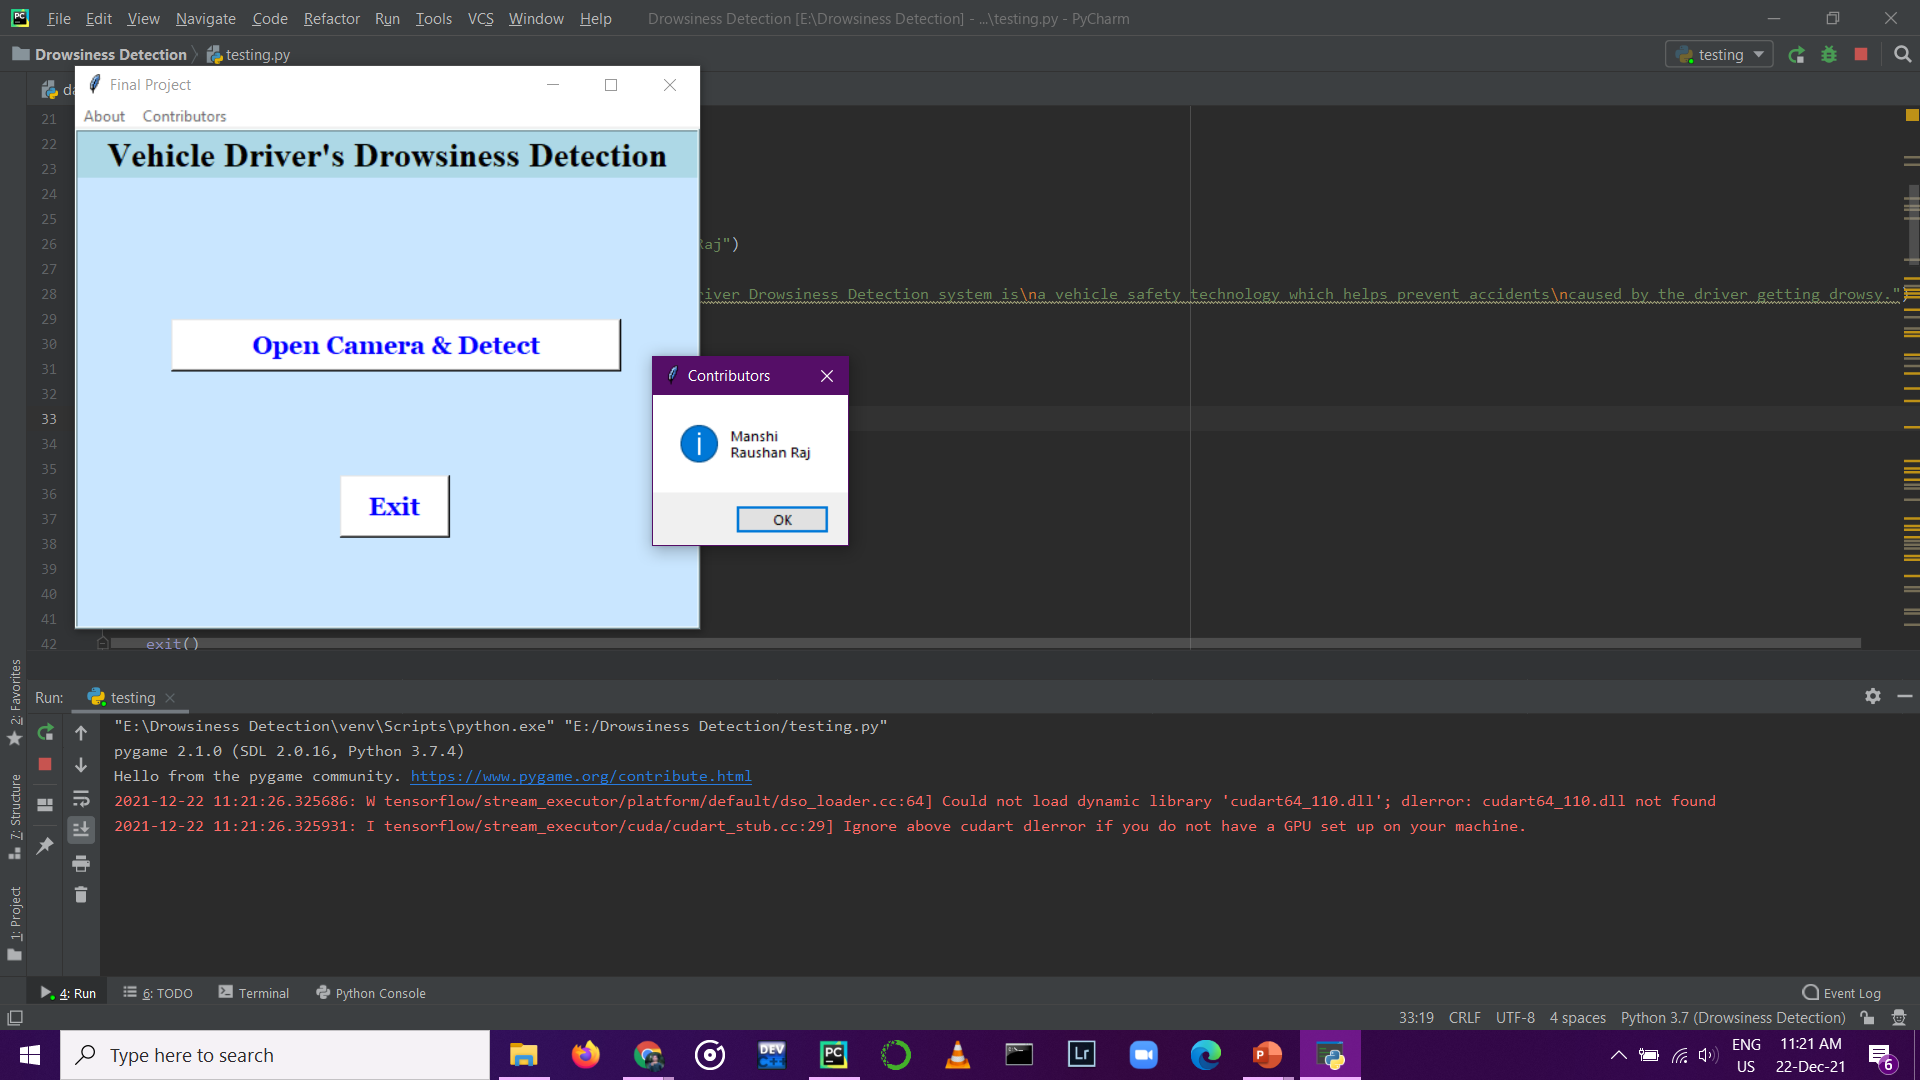 File Edit View Navigate Code Refactor Run Tools VCS Window Help Drowsiness Detection [E:\Drowsiness Detection] - ...\testing.py - PyCharm
Drowsiness Detection testing.py
testing
Final Project
About Contributors
Vehicle Driver's Drowsiness Detection
Open Camera & Detect
Exit
Contributors
Manshi
Raushan Raj
OK
21
22
23
24
25
26 Raj")
27
28 river Drowsiness Detection system is\na vehicle safety technology which helps prevent accidents\ncaused by the driver getting drowsy.")
29
30
31
32
33
34
35
36
37
38
39
40
41
42 exit()
2: Favorites
7: Structure
1: Project
Run: testing
"E:\Drowsiness Detection\venv\Scripts\python.exe" "E:/Drowsiness Detection/testing.py"
pygame 2.1.0 (SDL 2.0.16, Python 3.7.4)
Hello from the pygame community. https://www.pygame.org/contribute.html
2021-12-22 11:21:26.325686: W tensorflow/stream_executor/platform/default/dso_loader.cc:64] Could not load dynamic library 'cudart64_110.dll'; dlerror: cudart64_110.dll not found
2021-12-22 11:21:26.325931: I tensorflow/stream_executor/cuda/cudart_stub.cc:29] Ignore above cudart dlerror if you do not have a GPU set up on your machine.
4: Run 6: TODO Terminal Python Console Event Log
33:19 CRLF UTF-8 4 spaces Python 3.7 (Drowsiness Detection)
Type here to search
DEV C++
PC
Lr
P
ENG
US
11:21 AM
22-Dec-21
6